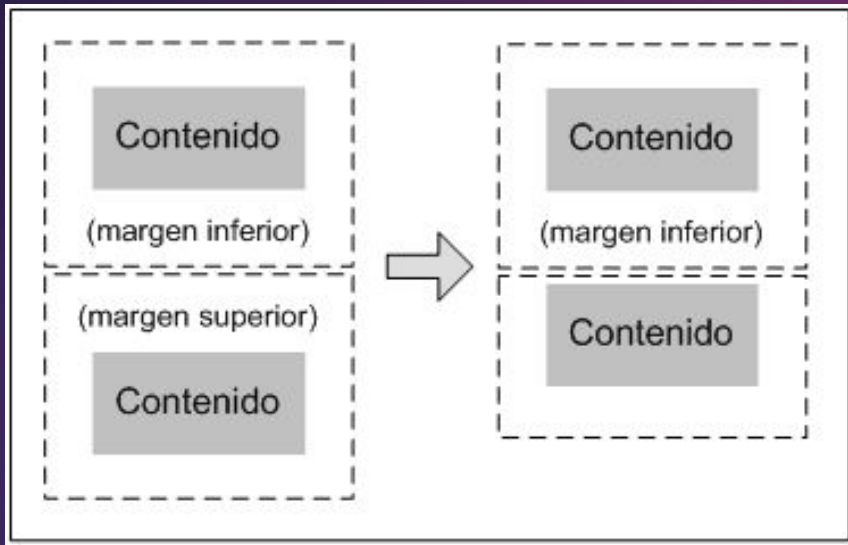 Contenido
(margen inferior)
(margen superior)
Contenido
Contenido
(margen inferior)
Contenido